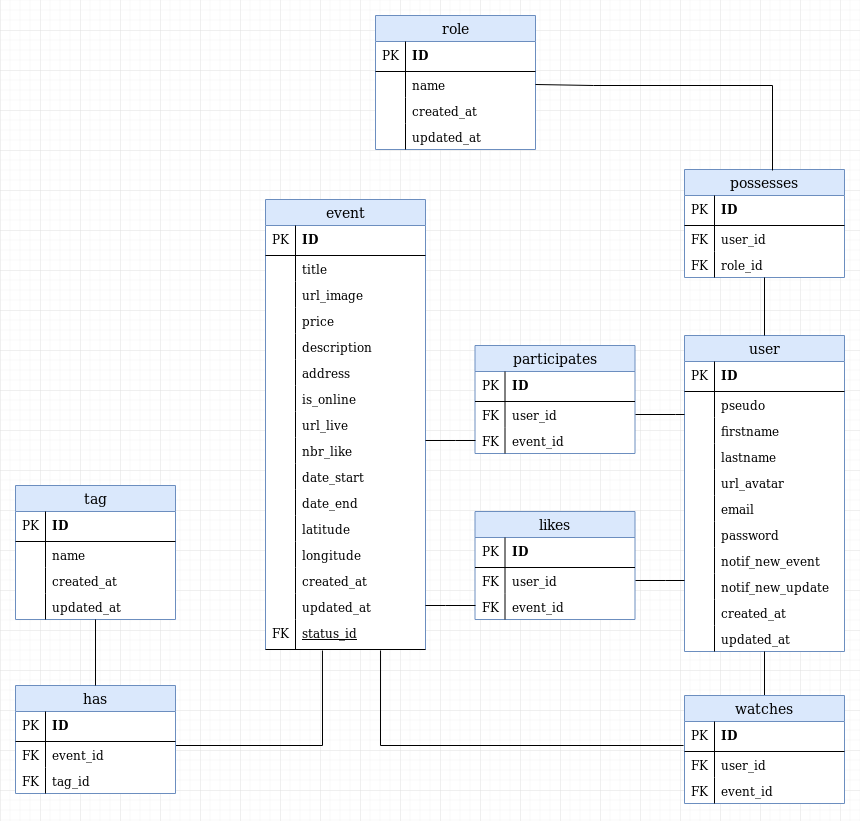 role
PK ID
name
created_at
updated_at
possesses
PK ID
FK user_id
FK role_id
event
PK ID
title
url_image
price
description
address
is_online
url_live
nbr_like
date_start
date_end
latitude
longitude
created_at
updated_at
FK status_id
participates
PK ID
FK user_id
FK event_id
user
PK ID
pseudo
firstname
lastname
url_avatar
email
password
notif_new_event
notif_new_update
created_at
updated_at
likes
PK ID
FK user_id
FK event_id
tag
PK ID
name
created_at
updated_at
has
PK ID
FK event_id
FK tag_id
watches
PK ID
FK user_id
FK event_id